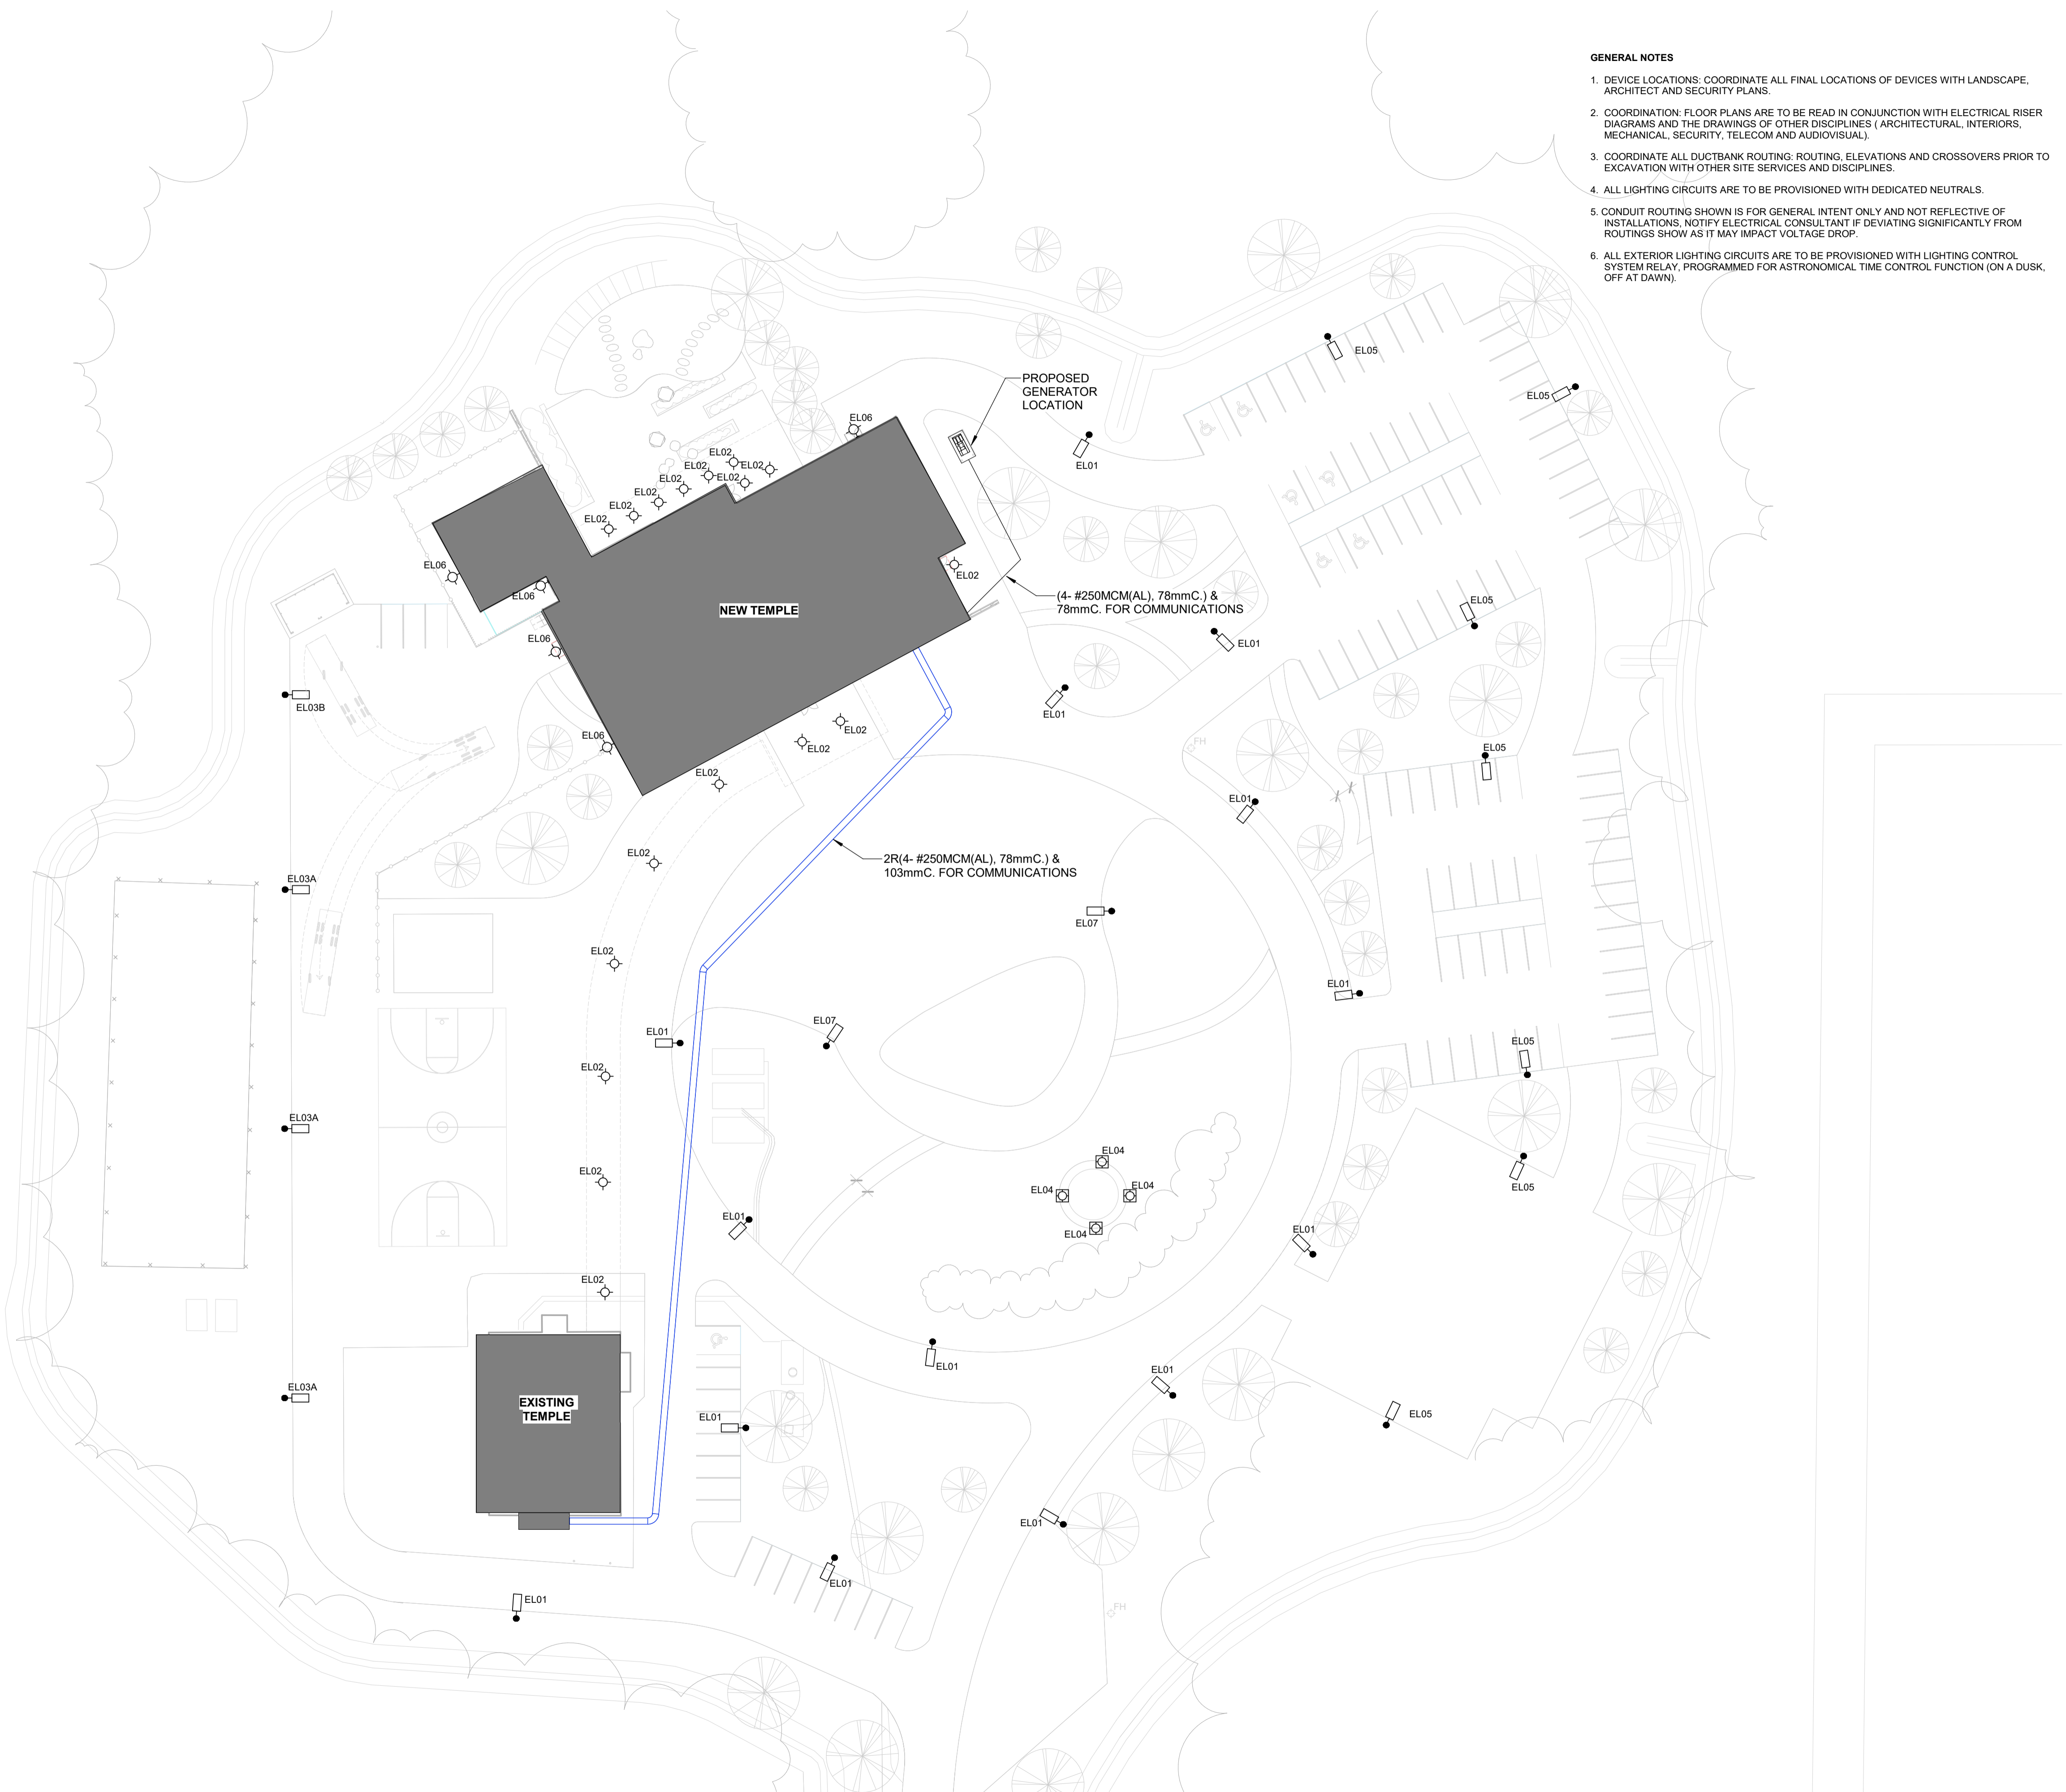 GENERAL NOTES
1. DEVICE LOCATIONS: COORDINATE ALL FINAL LOCATIONS OF DEVICES WITH LANDSCAPE,
ARCHITECT AND SECURITY PLANS.
2. COORDINATION: FLOOR PLANS ARE TO BE READ IN CONJUNCTION WITH ELECTRICAL RISER
DIAGRAMS AND THE DRAWINGS OF OTHER DISCIPLINES ( ARCHITECTURAL, INTERIORS,
MECHANICAL, SECURITY, TELECOM AND AUDIOVISUAL).
3. COORDINATE ALL DUCTBANK ROUTING: ROUTING, ELEVATIONS AND CROSSOVERS PRIOR TO
EXCAVATION WITH OTHER SITE SERVICES AND DISCIPLINES.
4. ALL LIGHTING CIRCUITS ARE TO BE PROVISIONED WITH DEDICATED NEUTRALS.
5. CONDUIT ROUTING SHOWN IS FOR GENERAL INTENT ONLY AND NOT REFLECTIVE OF
INSTALLATIONS, NOTIFY ELECTRICAL CONSULTANT IF DEVIATING SIGNIFICANTLY FROM
ROUTINGS SHOW AS IT MAY IMPACT VOLTAGE DROP.
6. ALL EXTERIOR LIGHTING CIRCUITS ARE TO BE PROVISIONED WITH LIGHTING CONTROL
SYSTEM RELAY, PROGRAMMED FOR ASTRONOMICAL TIME CONTROL FUNCTION (ON A DUSK,
OFF AT DAWN).
EL05
PROPOSED
GENERATOR
LOCATION
EL05
EL06
EL01
EL02
EL02
EL02
EL02
EL02
EL02
EL02
EL02
EL06
EL02
EL06
(4- #250MCM(AL), 78mmC.) &
78mmC. FOR COMMUNICATIONS
EL05
NEW TEMPLE
EL06
EL01
EL03B
EL01
EL02
EL06
EL02
FH
EL05
EL02
EL01
EL02
2R(4- #250MCM(AL), 78mmC.) &
103mmC. FOR COMMUNICATIONS
EL03A
EL07
EL02
EL01
EL07
EL01
EL05
EL02
EL03A
EL04
EL02
EL04
EL04
EL05
EL01
EL04
EL01
EL02
EL01
EL01
EL03A
EXISTING
TEMPLE
EL01
EL05
EL01
EL01
EL01
FH